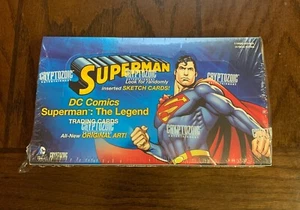 CRYPTOZOIC
SUPERMAN
Look for Randomly
inserted SKETCH CARDS!
CRYPTOZOIC
CRYPTOZOIC
DC Comics
Superman: The Legend
TRADING CARDS
All-New ORIGINAL ART!
CRYPTOZOIC